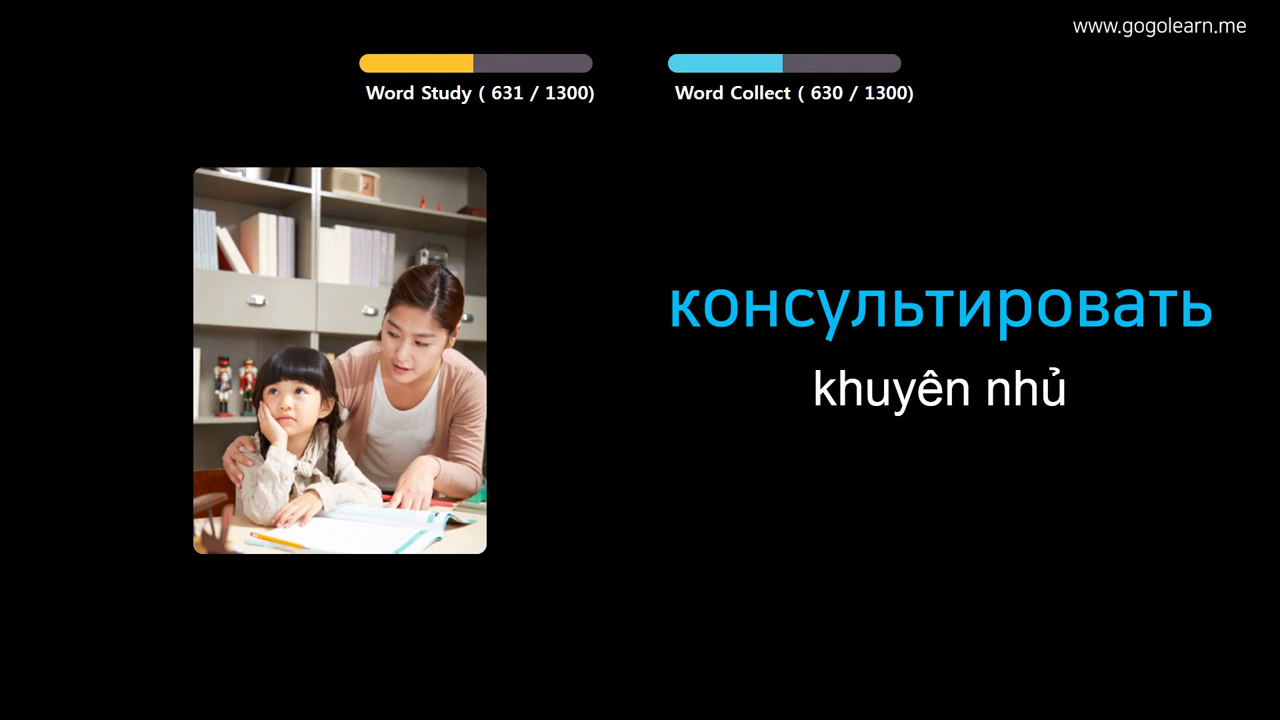 www.gogolearn.me
Word Study ( 631 / 1300)
Word Collect ( 630 / 1300)
консультировать
khuyên nhủ